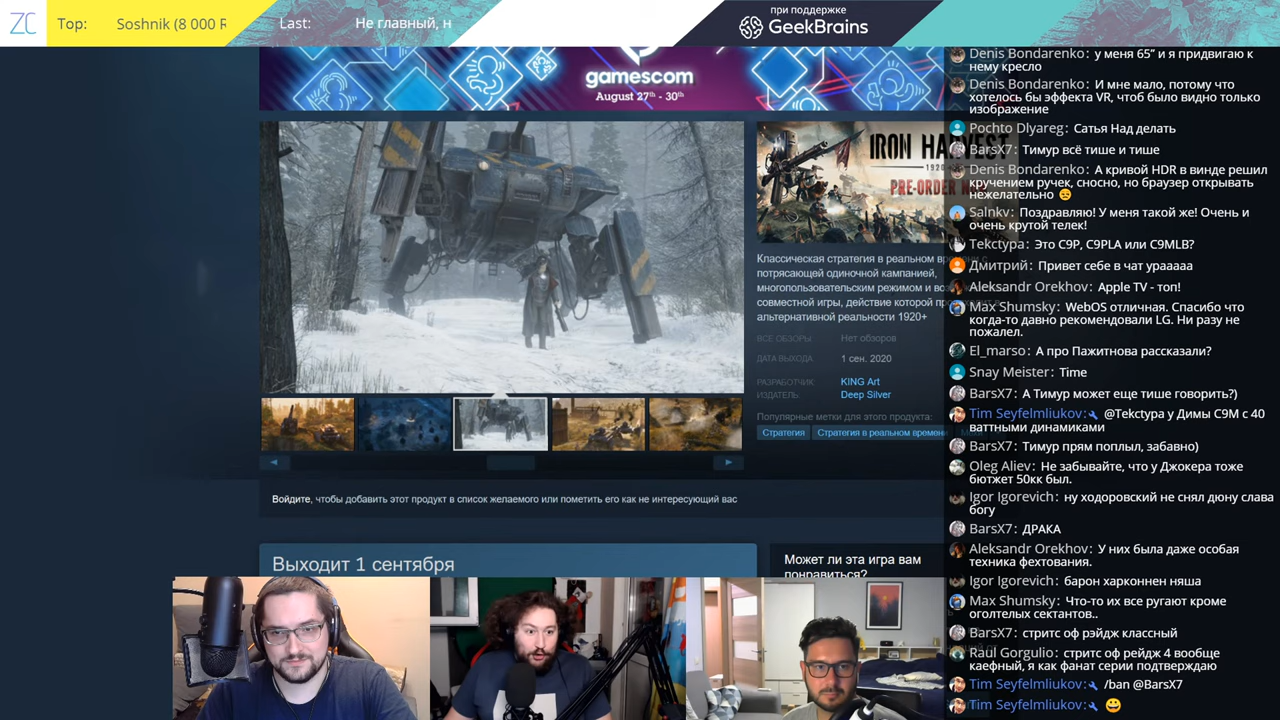 ZC
Top:
Soshnik (8 000 R
Last:
Не главный, н
при поддержке
GeekBrains
gamescom
August 27th - 30th
IRON HARVEST
1920+
PRE-ORDER
Классическая стратегия в реальном времени с
потрясающей одиночной кампанией,
многопользовательским режимом и
совместной игры, действие которой
альтернативной реальности 1920+
ВСЕ ОБЗОРЫ:
Нет обзоров
ДАТА ВЫХОДА:
1 сен. 2020
РАЗРАБОТЧИК:
KING Art
ИЗДАТЕЛЬ:
Deep Silver
Популярные метки для этого продукта:
Стратегия
Стратегия в реальном времени
Войдите, чтобы добавить этот продукт в список желаемого или пометить его как не интересующий вас
Выходит 1 сентября
Может ли эта игра вам
понравиться?
Denis Bondarenko: у меня 65” и я придвигаю к
нему кресло
Denis Bondarenko: И мне мало, потому что
хотелось бы эффекта VR, чтоб было видно только
изображение
Pochto Dlyareg: Сатья Над делать
BarsX7: Тимур всё тише и тише
Denis Bondarenko: А кривой HDR в винде решил
кручением ручек, сносно, но браузер открывать
нежелательно 😥
Salnkv: Поздравляю! У меня такой же! Очень и
очень крутой телек!
Tекстура: Это C9P, C9PLA или C9MLB?
Дмитрий: Привет себе в чат урааааа
Aleksandr Orekhov: Apple TV - топ!
Max Shumsky: WebOS отличная. Спасибо что
когда-то давно рекомендовали LG. Ни разу не
пожалел.
El_marso: А про Пажитнова рассказали?
Snay Meister: Time
BarsX7: А Тимур может еще тише говорить?)
Tim Seyfelmliukov: @Текстура у Димы C9M с 40
ваттными динамиками
BarsX7: Тимур прям поплыл, забавно)
Oleg Aliev: Не забывайте, что у Джокера тоже
бютжет 50кк был.
Igor Igorevich: ну ходоровский не снял дюну слава
богу
BarsX7: ДРАКА
Aleksandr Orekhov: У них была даже особая
техника фехтования.
Igor Igorevich: барон харконнен няша
Max Shumsky: Что-то их все ругают кроме
оголтелых сектантов..
BarsX7: стритс оф рэйдж классный
Raul Gorgulio: стритс оф рейдж 4 вообще
каефный, я как фанат серии подтверждаю
Tim Seyfelmliukov: /ban @BarsX7
Tim Seyfelmliukov: 😀